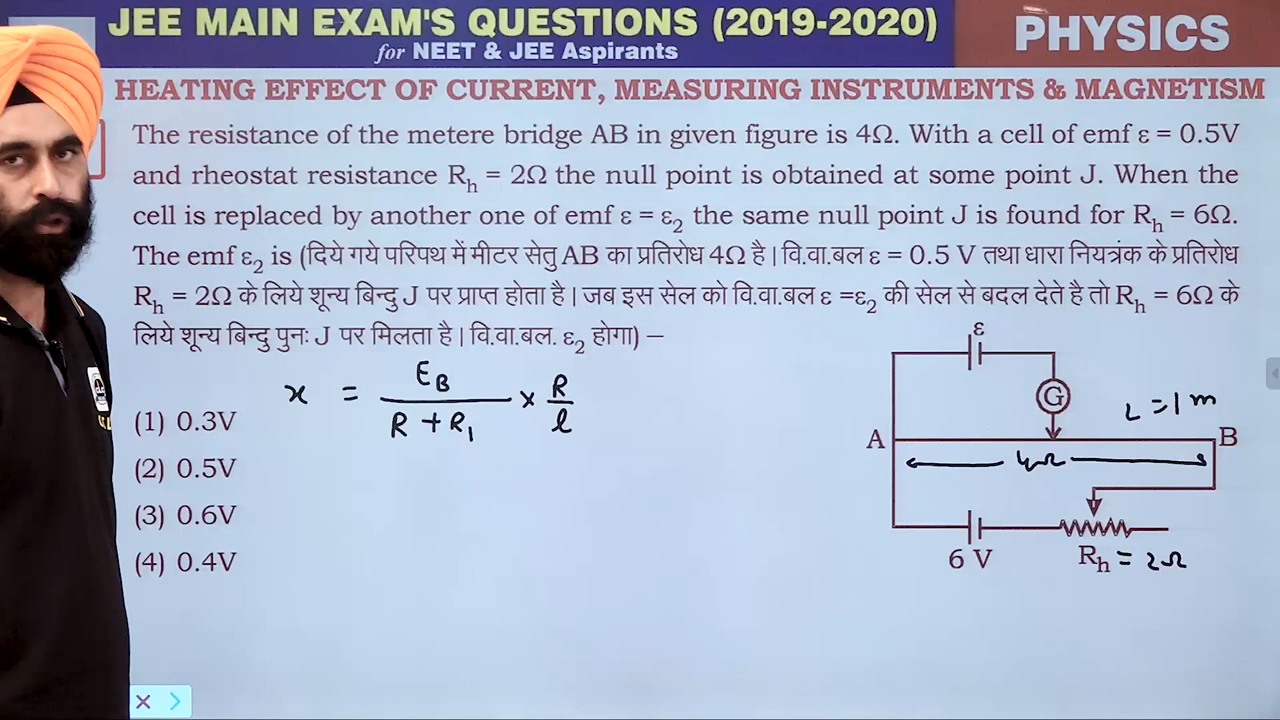 JEE MAIN EXAM'S QUESTIONS (2019-2020)
for NEET & JEE Aspirants
PHYSICS
HEATING EFFECT OF CURRENT, MEASURING INSTRUMENTS & MAGNETISM
The resistance of the metere bridge AB in given figure is 4Ω. With a cell of emf ε = 0.5V
and rheostat resistance Rₕ = 2Ω the null point is obtained at some point J. When the
cell is replaced by another one of emf ε = ε₂ the same null point J is found for Rₕ = 6Ω.
The emf ε₂ is (दिये गये परिपथ में मीटर सेतु AB का प्रतिरोध 4Ω है। वि.वा.बल ε = 0.5 V तथा धारा नियत्रंक के प्रतिरोध
Rₕ = 2Ω के लिये शून्य बिन्दु J पर प्राप्त होता है। जब इस सेल को वि.वा.बल ε =ε₂ की सेल से बदल देते है तो Rₕ = 6Ω के
लिये शून्य बिन्दु पुनः J पर मिलता है। वि.वा.बल. ε₂ होगा) –
x = E_B / (R + R₁) × R/l
(1) 0.3V
(2) 0.5V
(3) 0.6V
(4) 0.4V
ε
G
L = 1 m
A
B
4Ω
6 V
Rₕ = 2Ω